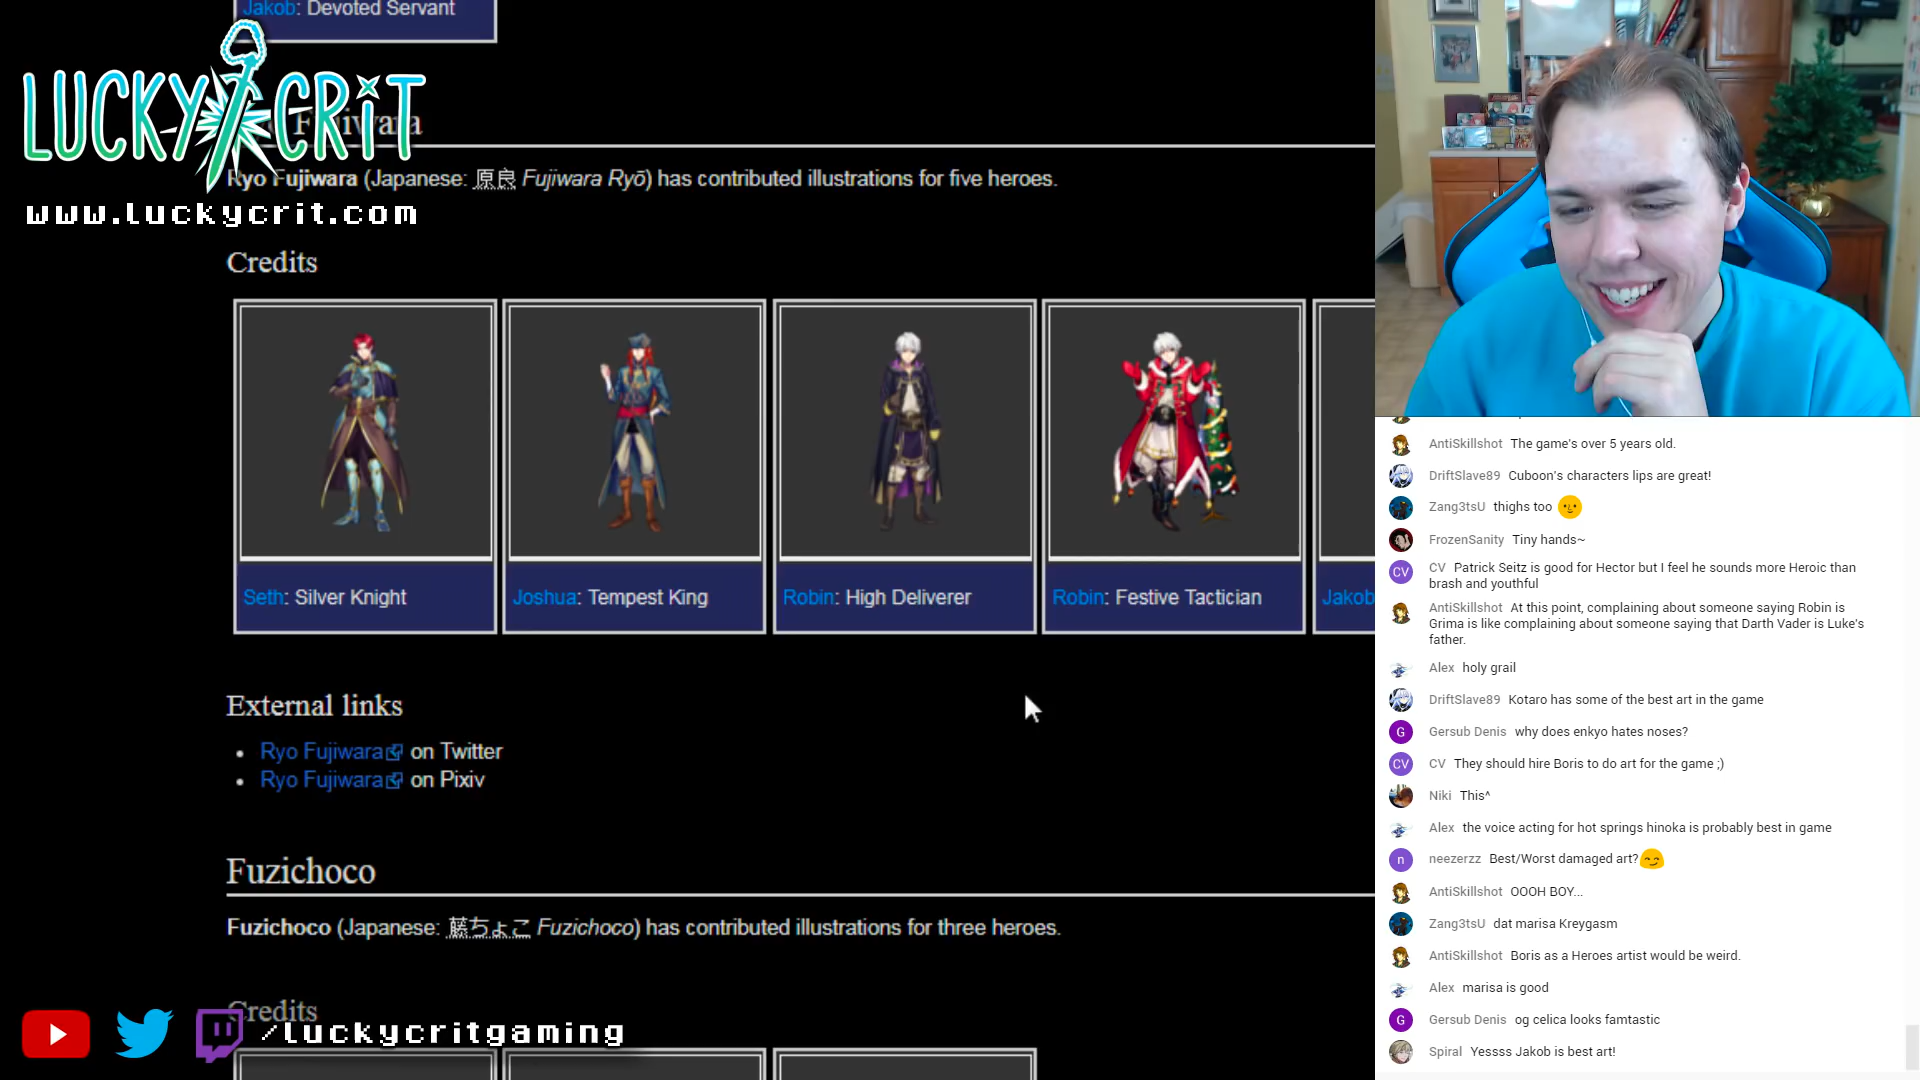 Jakob: Devoted Servant
LUCKY CRIT
Fujiwara
Ryo Fujiwara (Japanese: 原良 Fujiwara Ryō) has contributed illustrations for five heroes.
www.luckycrit.com
Credits
Seth: Silver Knight
Joshua: Tempest King
Robin: High Deliverer
Robin: Festive Tactician
Jakob
External links
Ryo Fujiwara on Twitter
Ryo Fujiwara on Pixiv
Fuzichoco
Fuzichoco (Japanese: 藤ちょこ Fuzichoco) has contributed illustrations for three heroes.
Credits
/luckycritgaming
AntiSkillshot The game's over 5 years old.
DriftSlave89 Cuboon's characters lips are great!
Zang3tsU thighs too
FrozenSanity Tiny hands~
CV CV Patrick Seitz is good for Hector but I feel he sounds more Heroic than
brash and youthful
AntiSkillshot At this point, complaining about someone saying Robin is
Grima is like complaining about someone saying that Darth Vader is Luke's
father.
Alex holy grail
DriftSlave89 Kotaro has some of the best art in the game
G Gersub Denis why does enkyo hates noses?
CV CV They should hire Boris to do art for the game ;)
Niki This^
Alex the voice acting for hot springs hinoka is probably best in game
n neezerzz Best/Worst damaged art?
AntiSkillshot OOOH BOY...
Zang3tsU dat marisa Kreygasm
AntiSkillshot Boris as a Heroes artist would be weird.
Alex marisa is good
G Gersub Denis og celica looks famtastic
Spiral Yessss Jakob is best art!